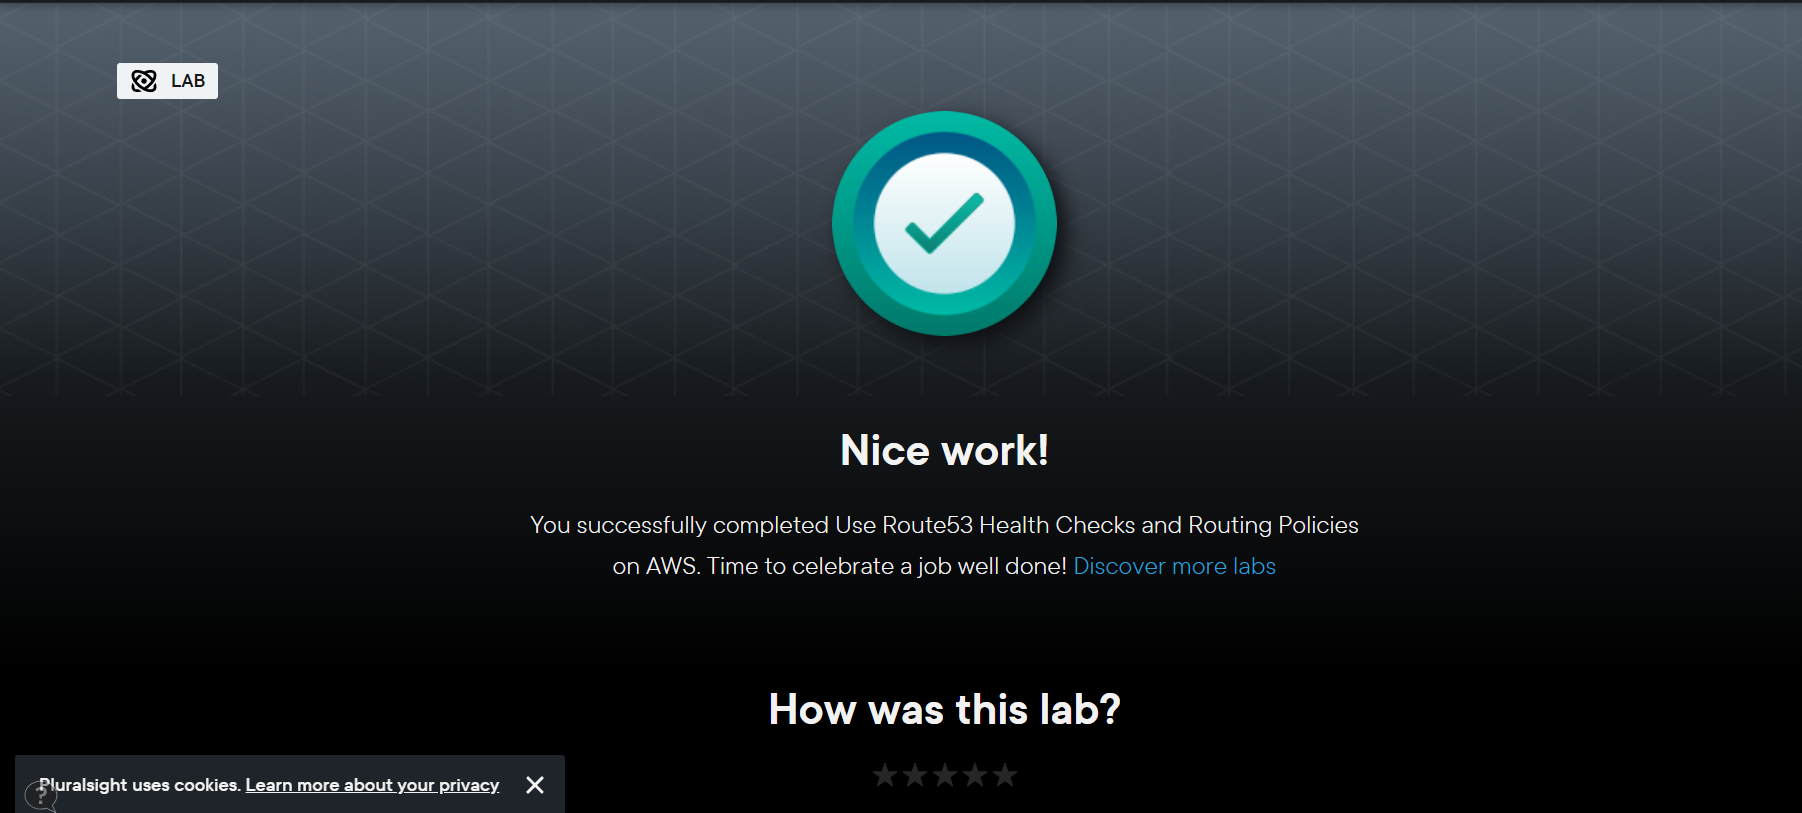 LAB
Nice work!
You successfully completed Use Route53 Health Checks and Routing Policies
on AWS. Time to celebrate a job well done! Discover more labs
How was this lab?
Pluralsight uses cookies. Learn more about your privacy
?